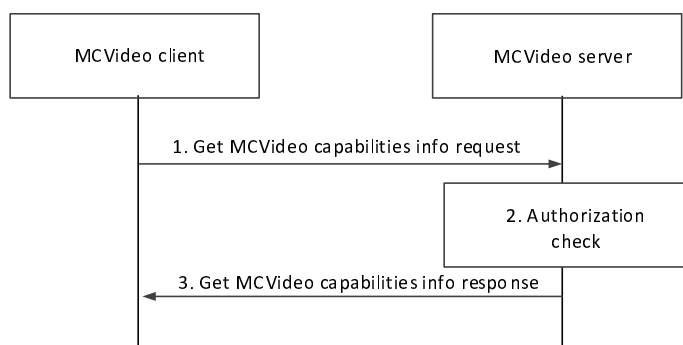 MCVideo client
MCVideo server
1. Get MCVideo capabilities info request
2. Authorization
check
3. Get MCVideo capabilities info response